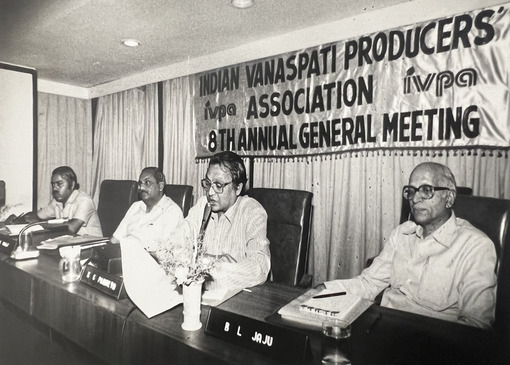 INDIAN VANASPATI PRODUCERS'
ivpa ASSOCIATION ivpa
8TH ANNUAL GENERAL MEETING
B L JAJU